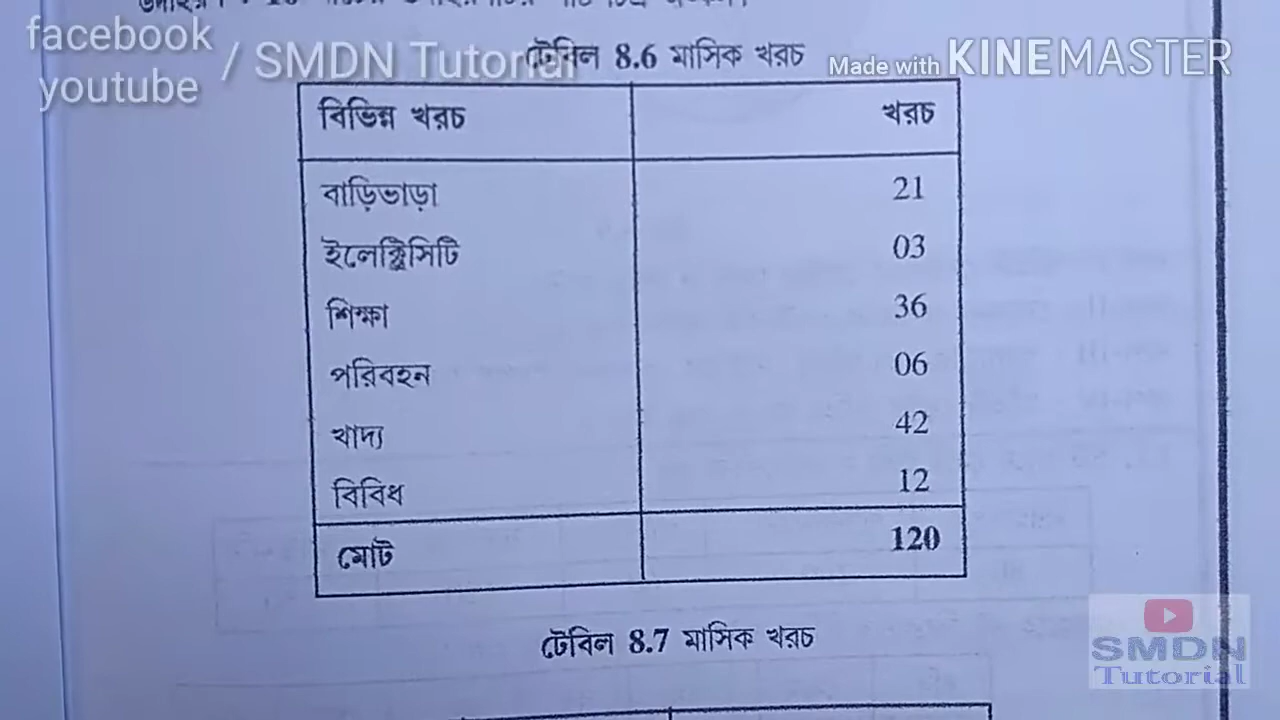 facebook
youtube
/ SMDN Tutorial
টেবিল 8.6 মাসিক খরচ
Made with KINEMASTER
বিভিন্ন খরচ খরচ
বাড়িভাড়া 21
ইলেক্ট্রিসিটি 03
শিক্ষা 36
পরিবহন 06
খাদ্য 42
বিবিধ 12
মোট 120
টেবিল 8.7 মাসিক খরচ
SMDN
Tutorial